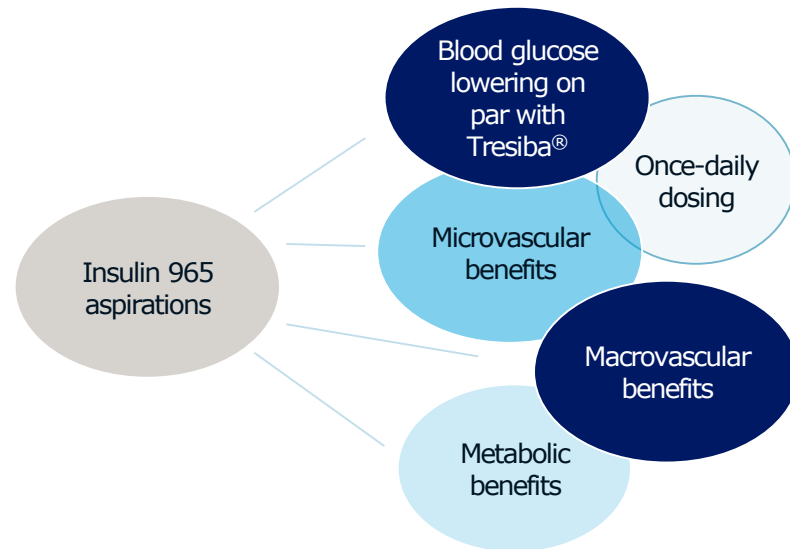 Blood glucose
lowering on
par with
Tresiba®
Once-daily
dosing
Microvascular
benefits
Insulin 965
aspirations
Macrovascular
benefits
Metabolic
benefits